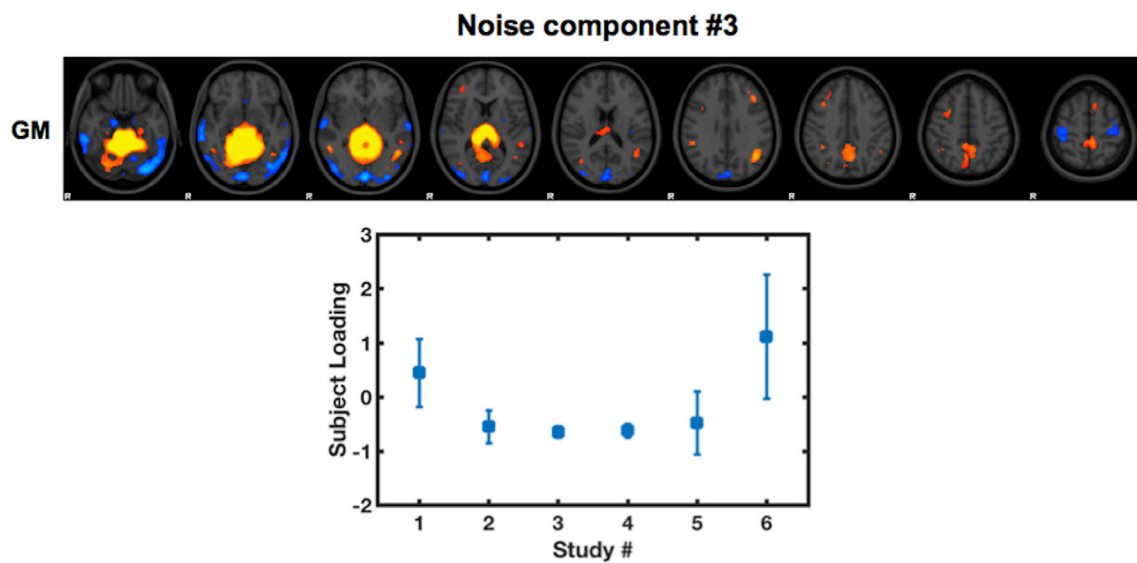 Noise component #3
GM
R R R R R R R R R
3
2
1
0
-1
-2
Subject Loading
1 2 3 4 5 6
Study #